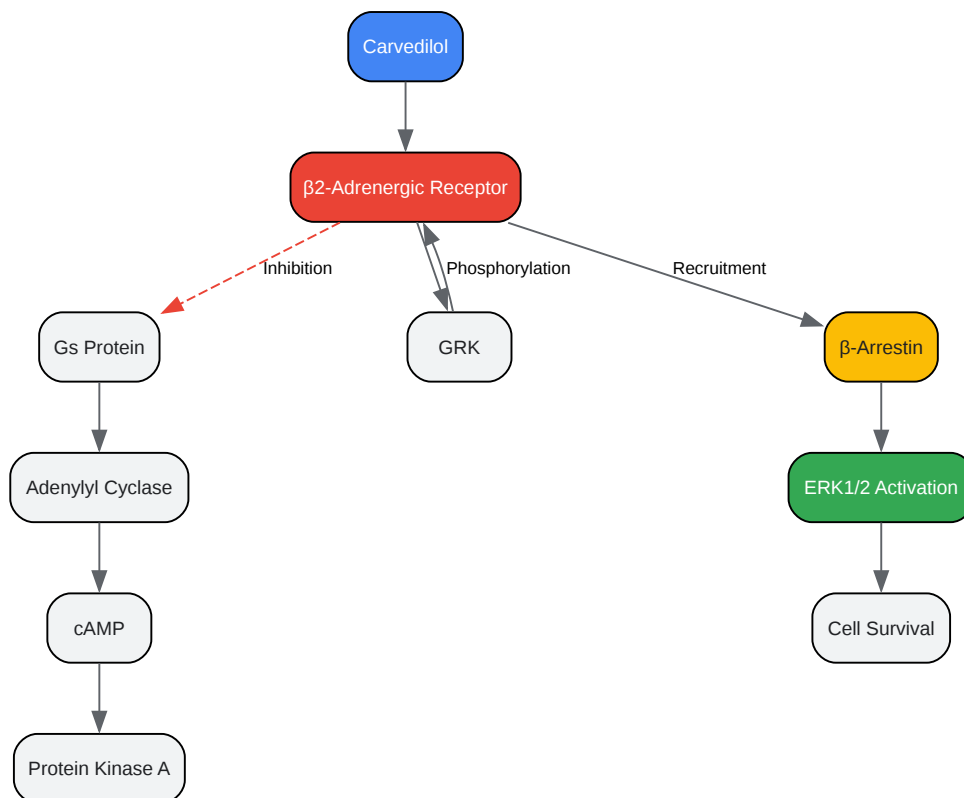 Carvedilol
β2-Adrenergic Receptor
Inhibition
Phosphorylation
Recruitment
Gs Protein
GRK
β-Arrestin
Adenylyl Cyclase
ERK1/2 Activation
cAMP
Cell Survival
Protein Kinase A